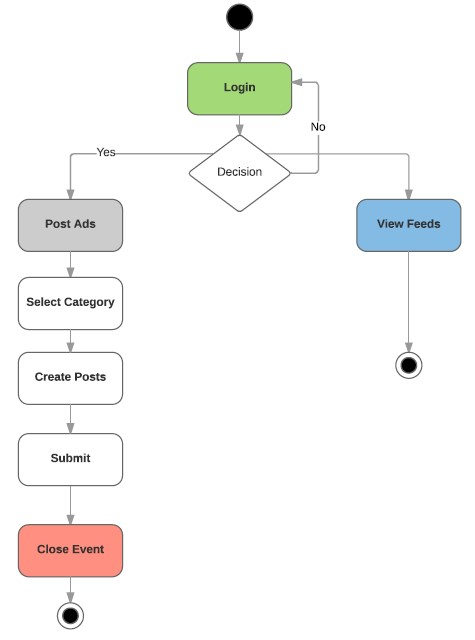 Login
No
Yes
Decision
Post Ads
View Feeds
Select Category
Create Posts
Submit
Close Event